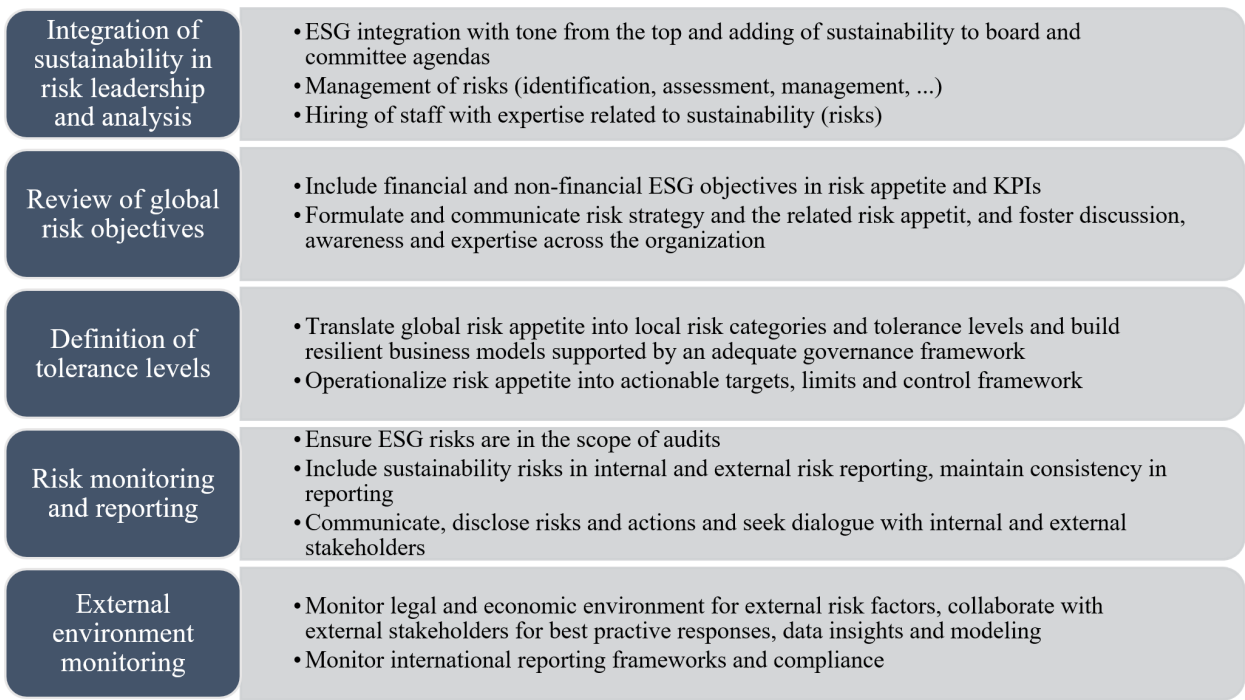 Integration of
sustainability in
risk leadership
and analysis
• ESG integration with tone from the top and adding of sustainability to board and
committee agendas
• Management of risks (identification, assessment, management, ...)
• Hiring of staff with expertise related to sustainability (risks)
Review of global
risk objectives
• Include financial and non-financial ESG objectives in risk appetite and KPIs
• Formulate and communicate risk strategy and the related risk appetit, and foster discussion,
awareness and expertise across the organization
Definition of
tolerance levels
• Translate global risk appetite into local risk categories and tolerance levels and build
resilient business models supported by an adequate governance framework
• Operationalize risk appetite into actionable targets, limits and control framework
Risk monitoring
and reporting
• Ensure ESG risks are in the scope of audits
• Include sustainability risks in internal and external risk reporting, maintain consistency in
reporting
• Communicate, disclose risks and actions and seek dialogue with internal and external
stakeholders
External
environment
monitoring
• Monitor legal and economic environment for external risk factors, collaborate with
external stakeholders for best practive responses, data insights and modeling
• Monitor international reporting frameworks and compliance